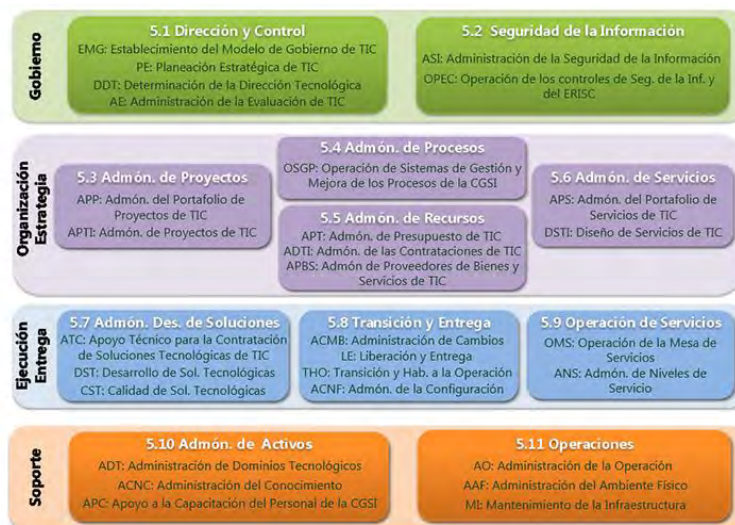 Gobierno
5.1 Dirección y Control
EMG: Establecimiento del Modelo de Gobierno de TIC
PE: Planeación Estratégica de TIC
DDT: Determinación de la Dirección Tecnológica
AE: Administración de la Evaluación de TIC
5.2 Seguridad de la Información
ASI: Administración de la Seguridad de la Información
OPEC: Operación de los controles de Seg. de la Inf. y
del ERISC
Organización
Estrategia
5.3 Admón. de Proyectos
APP: Admón. del Portafolio de
Proyectos de TIC
APTI: Admón. de Proyectos de TIC
5.4 Admón. de Procesos
OSGP: Operación de Sistemas de Gestión y
Mejora de los Procesos de la CGSI
5.5 Admón. de Recursos
APT: Admón. de Presupuesto de TIC
ADTI: Admón. de las Contrataciones de TIC
APBS: Admón de Proveedores de Bienes y
Servicios de TIC
5.6 Admón. de Servicios
APS: Admón. del Portafolio de
Servicios de TIC
DSTI: Diseño de Servicios de TIC
Ejecución
Entrega
5.7 Admón. Des. de Soluciones
ATC: Apoyo Técnico para la Contratación
de Soluciones Tecnológicas de TIC
DST: Desarrollo de Sol. Tecnológicas
CST: Calidad de Sol. Tecnológicas
5.8 Transición y Entrega
ACMB: Administración de Cambios
LE: Liberación y Entrega
THO: Transición y Hab. a la Operación
ACNF: Admón. de la Configuración
5.9 Operación de Servicios
OMS: Operación de la Mesa de
Servicios
ANS: Admón. de Niveles de
Servicio
Soporte
5.10 Admón. de Activos
ADT: Administración de Dominios Tecnológicos
ACNC: Administración del Conocimiento
APC: Apoyo a la Capacitación del Personal de la CGSI
5.11 Operaciones
AO: Administración de la Operación
AAF: Administración del Ambiente Físico
MI: Mantenimiento de la Infraestructura